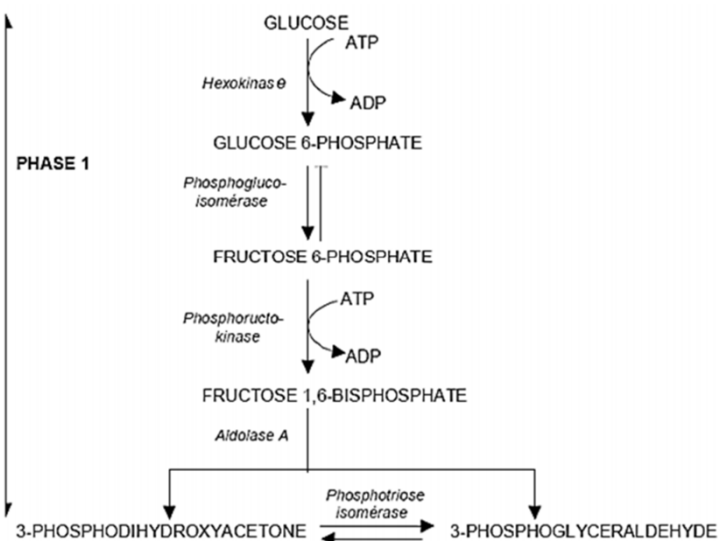 GLUCOSE
ATP
Hexokinase
ADP
GLUCOSE 6-PHOSPHATE
PHASE 1
Phosphogluco-
isomérase
FRUCTOSE 6-PHOSPHATE
ATP
Phosphoructo-
kinase
ADP
FRUCTOSE 1,6-BISPHOSPHATE
Aldolase A
Phosphotriose
isomérase
3-PHOSPHODIHYDROXYACETONE
3-PHOSPHOGLYCERALDEHYDE